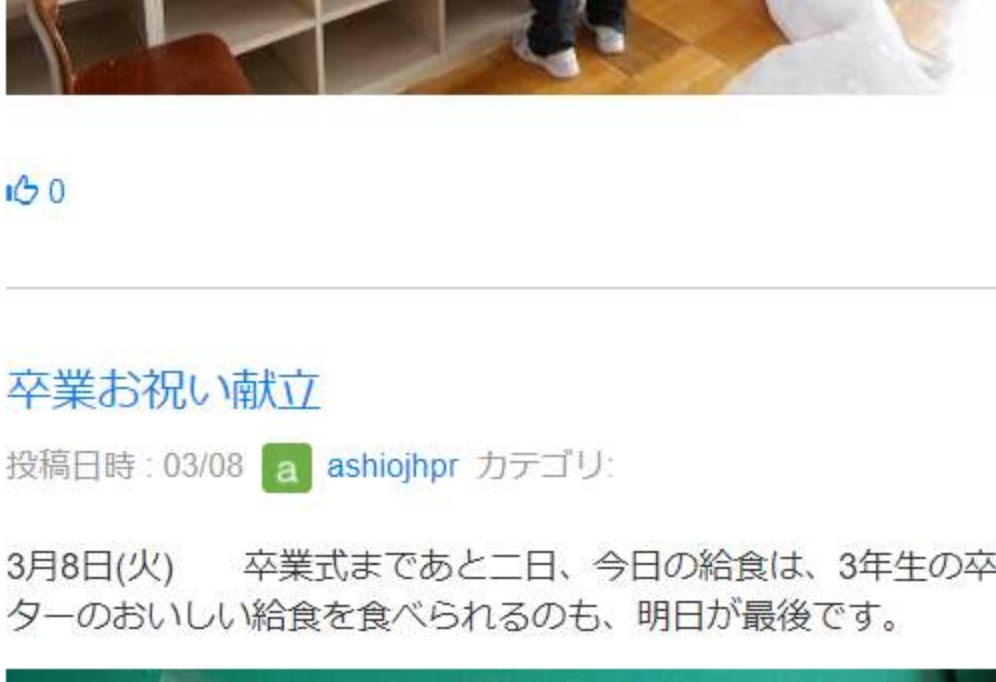 0
卒業お祝い献立
投稿日時 : 03/08 a ashiojhpr カテゴリ:
3月8日(火)　　卒業式まであと二日、今日の給食は、3年生の卒
ターのおいしい給食を食べられるのも、明日が最後です。